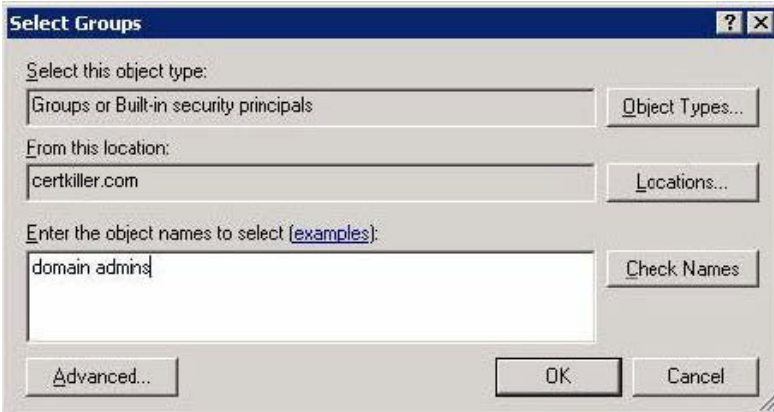 Select Groups
Select this object type:
Groups or Built-in security principals
Object Types...
From this location:
certkiller.com
Locations...
Enter the object names to select (examples):
domain admins
Check Names
Advanced...
OK
Cancel